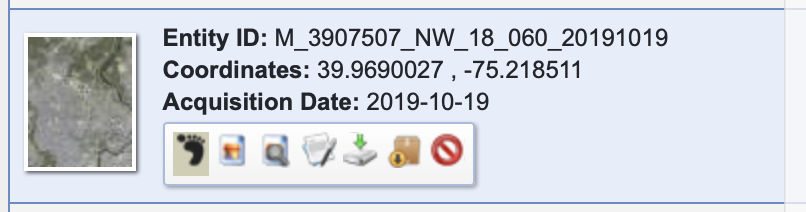 Entity ID: M_3907507_NW_18_060_20191019
Coordinates: 39.9690027 , -75.218511
Acquisition Date: 2019-10-19